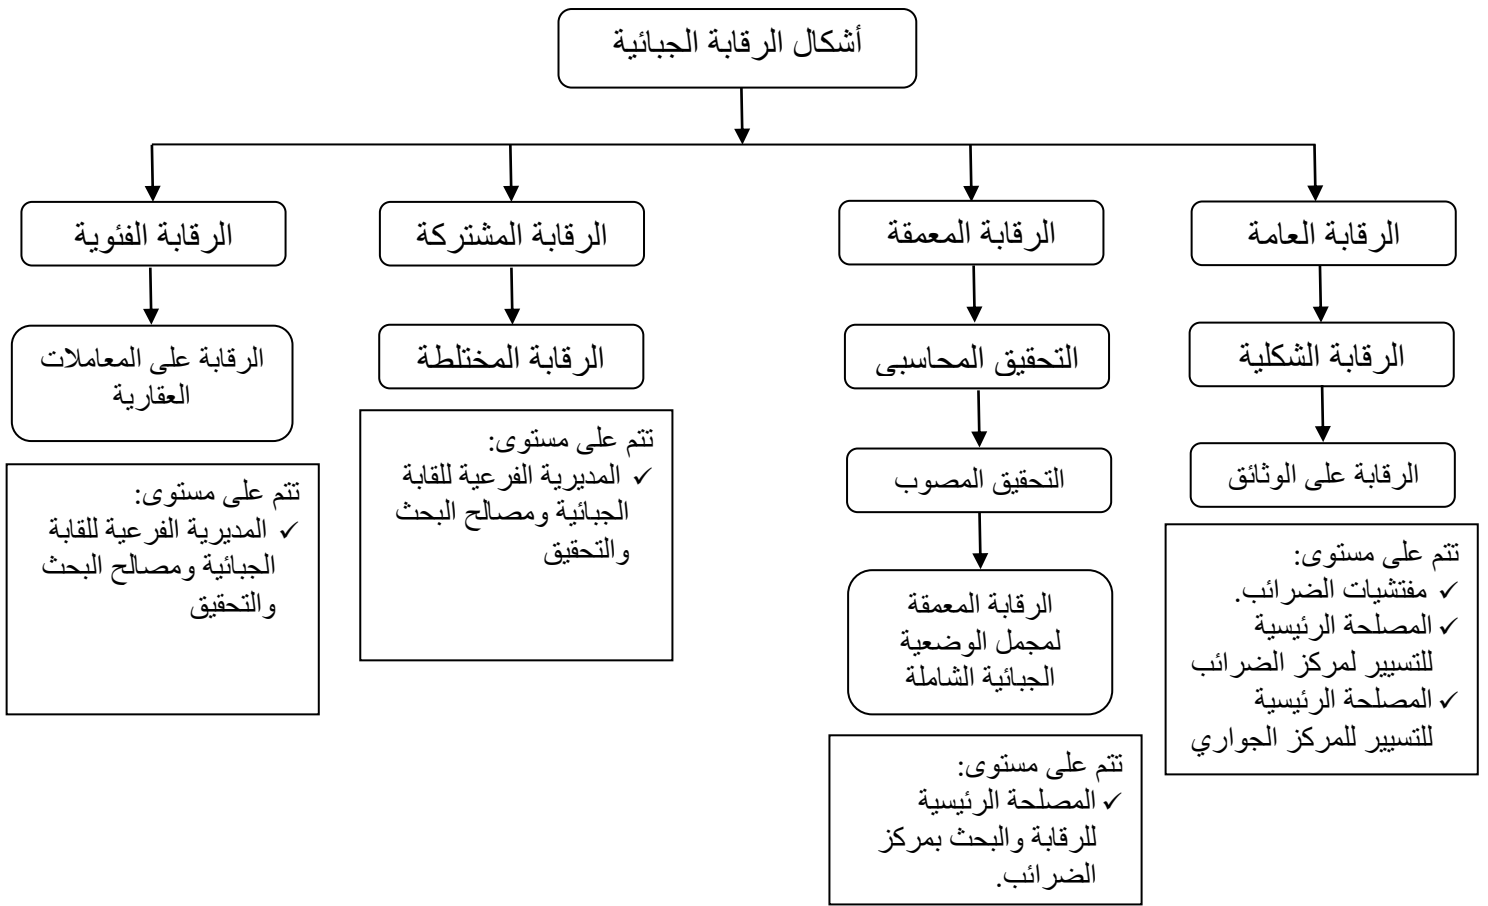 أشكال الرقابة الجبائية
الرقابة العامة
الرقابة الشكلية
الرقابة على الوثائق
تتم على مستوى:
✓ مفتشيات الضرائب.
✓ المصلحة الرئيسية
للتسيير لمركز الضرائب
✓ المصلحة الرئيسية
للتسيير للمركز الجواري
الرقابة المعمقة
التحقيق المحاسبي
التحقيق المصوب
الرقابة المعمقة
لمجمل الوضعية
الجبائية الشاملة
تتم على مستوى:
✓ المصلحة الرئيسية
للرقابة والبحث بمركز
الضرائب.
الرقابة المشتركة
الرقابة المختلطة
تتم على مستوى:
✓ المديرية الفرعية للقابة
الجبائية ومصالح البحث
والتحقيق
الرقابة الفئوية
الرقابة على المعاملات
العقارية
تتم على مستوى:
✓ المديرية الفرعية للقابة
الجبائية ومصالح البحث
والتحقيق